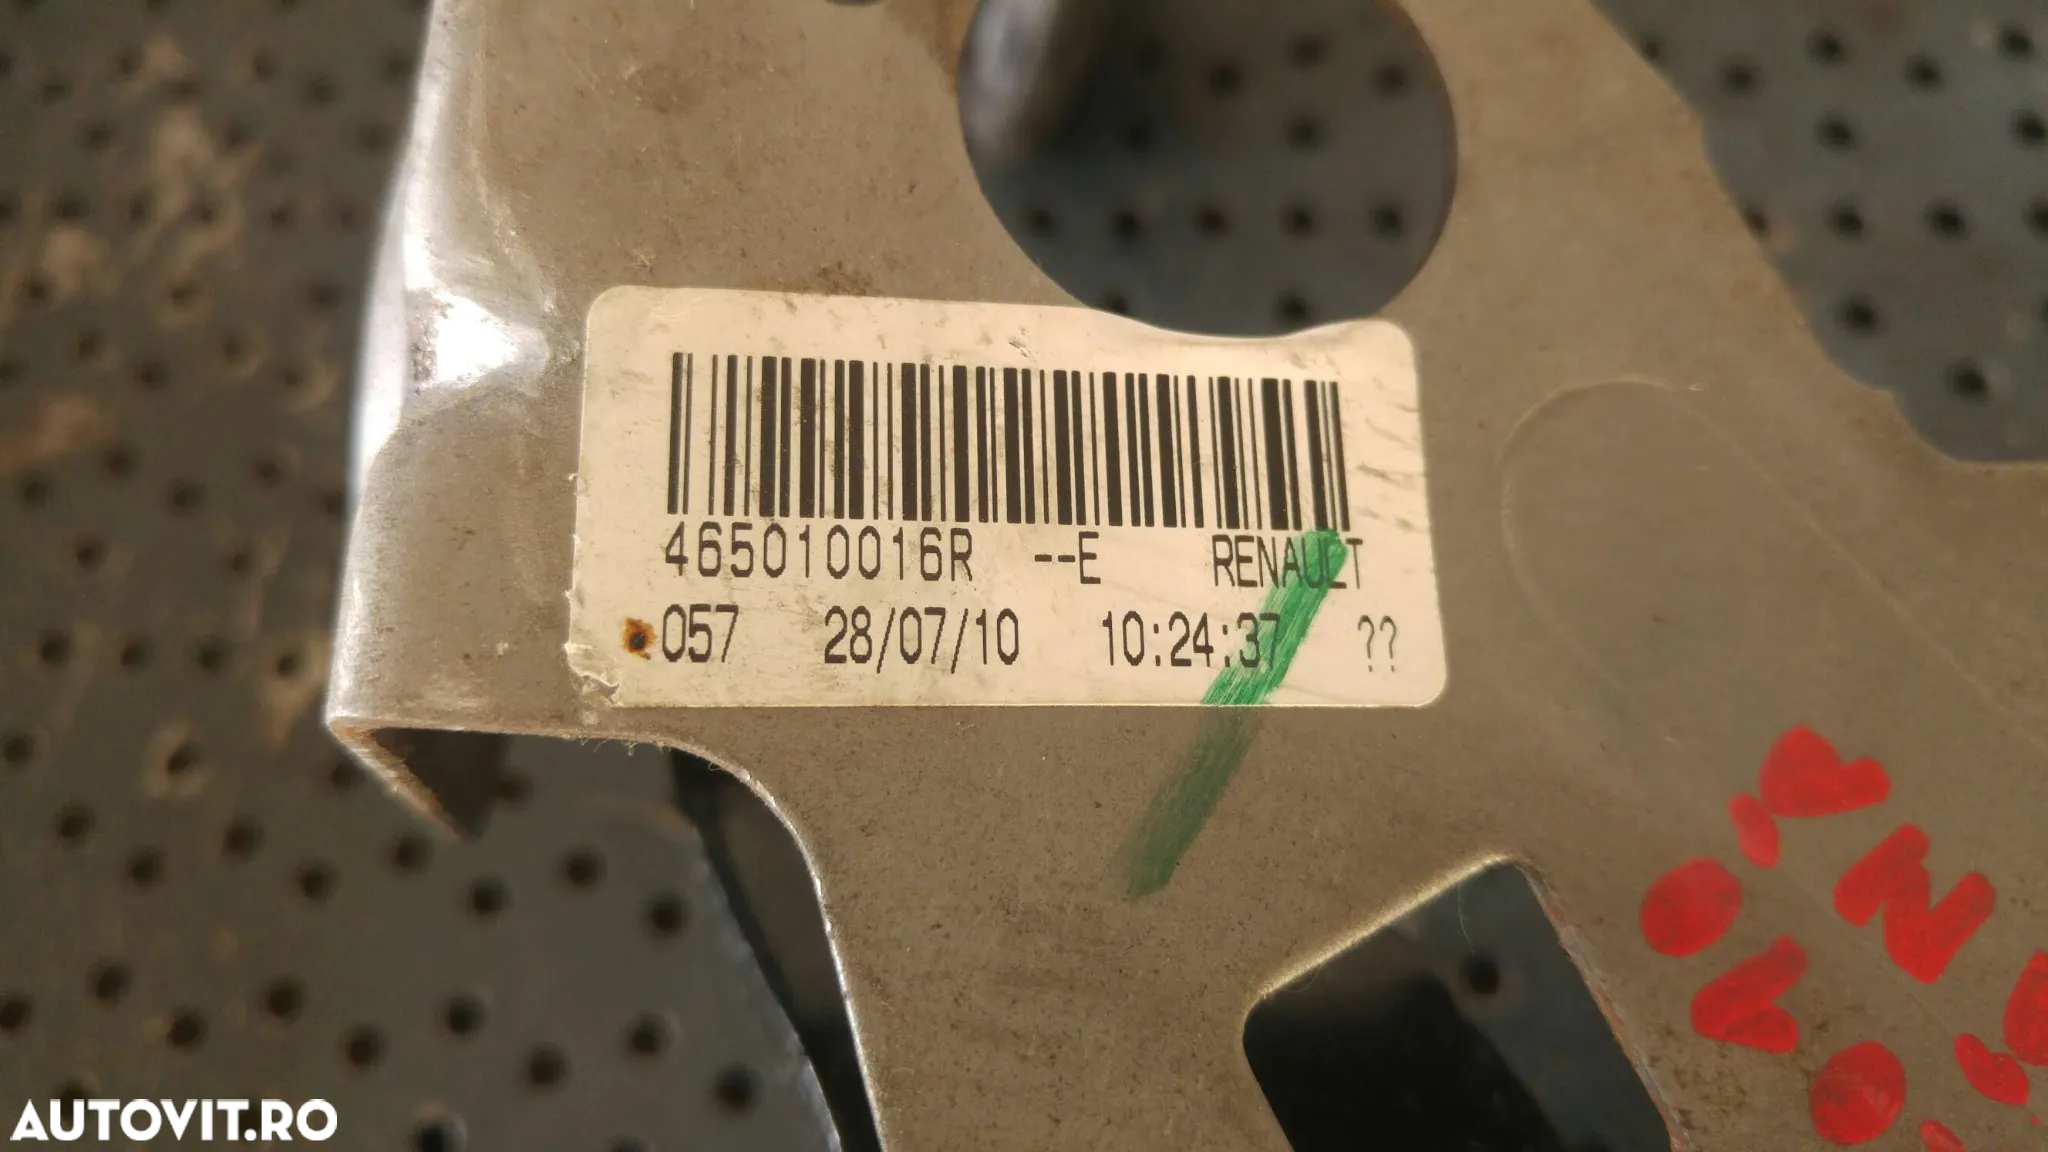 465010016R --E RENAULT
057 28/07/10 10:24:37 ??
AUTOVIT.RO